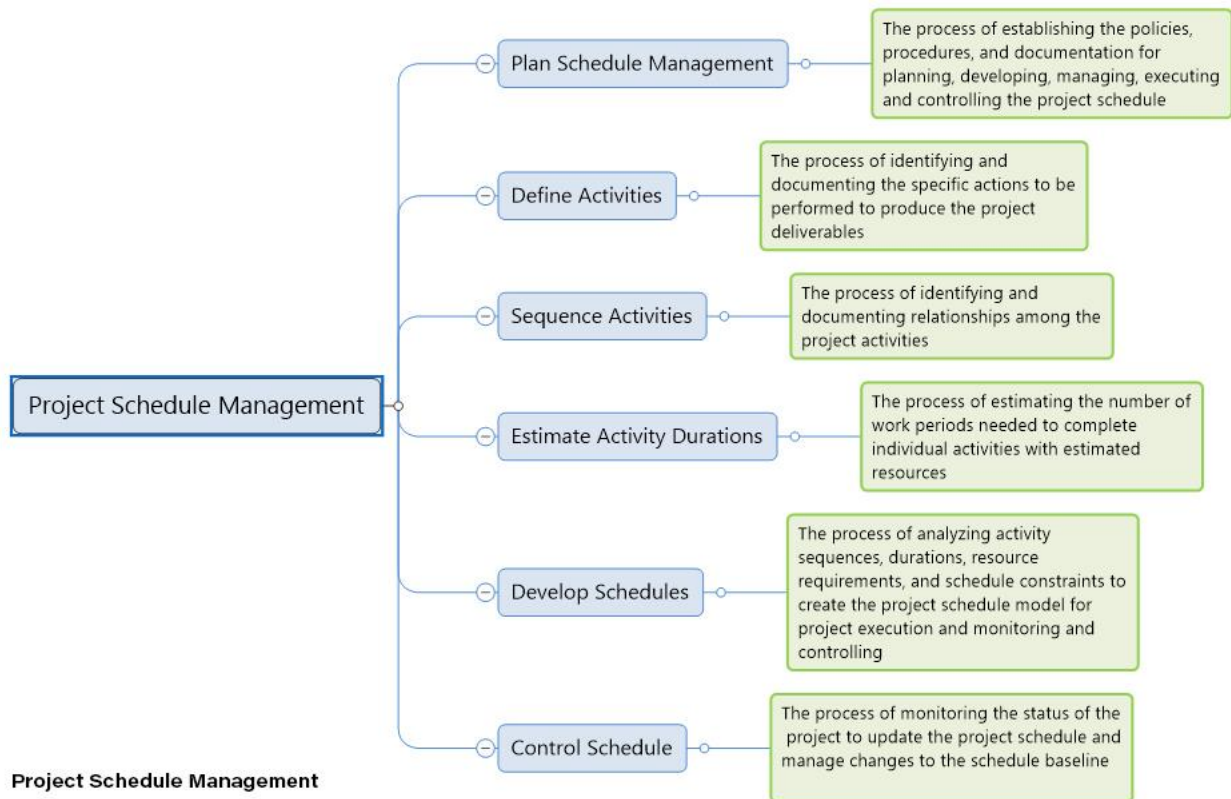 Project Schedule Management
Plan Schedule Management
The process of establishing the policies,
procedures, and documentation for
planning, developing, managing, executing
and controlling the project schedule
Define Activities
The process of identifying and
documenting the specific actions to be
performed to produce the project
deliverables
Sequence Activities
The process of identifying and
documenting relationships among the
project activities
Estimate Activity Durations
The process of estimating the number of
work periods needed to complete
individual activities with estimated
resources
Develop Schedules
The process of analyzing activity
sequences, durations, resource
requirements, and schedule constraints to
create the project schedule model for
project execution and monitoring and
controlling
Control Schedule
The process of monitoring the status of the
project to update the project schedule and
manage changes to the schedule baseline
Project Schedule Management